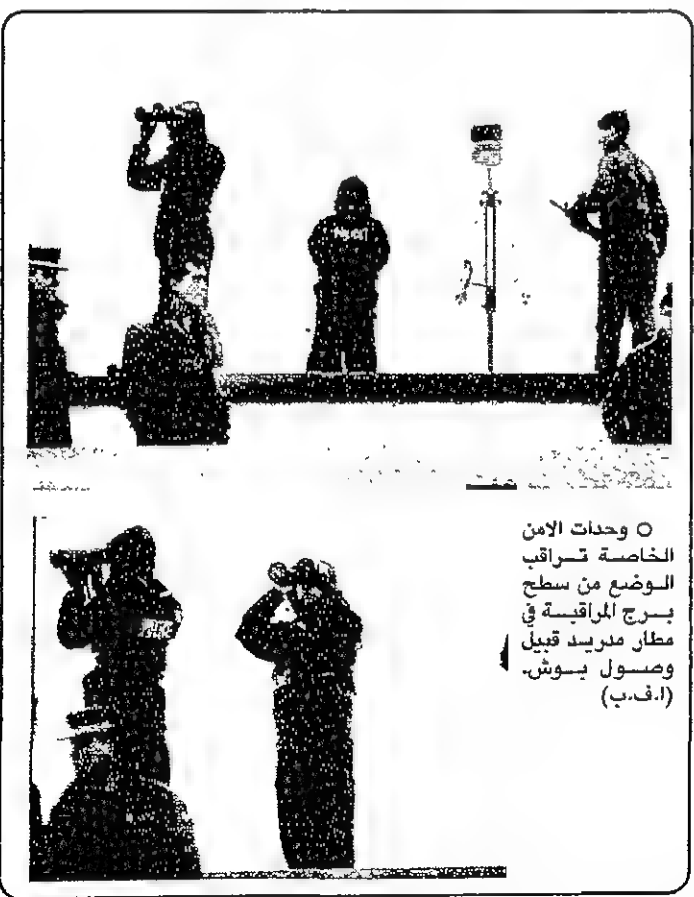 ○ وحدات الامن
الخاصة تراقب
الوضع من سطح
برج المراقبة في
مطار مدريد قبيل
وصول بوش.
(ا.ف.ب)